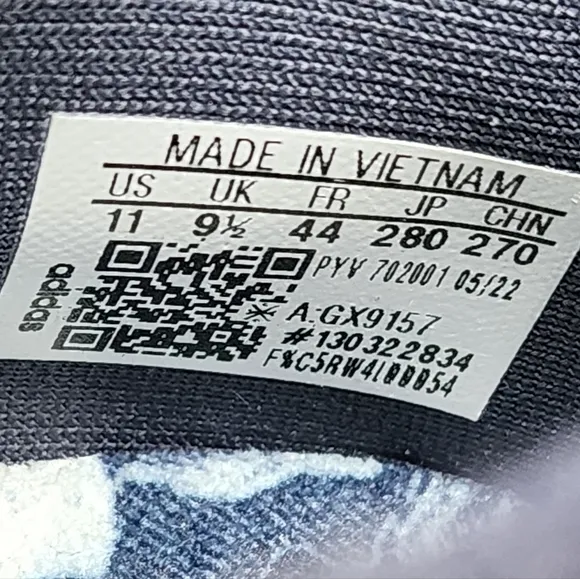 MADE IN VIETNAM
US UK FR JP CHN
11 9½ 44 280 270
PYV 702001 05/22
A:GX9157
#130322834
adidas